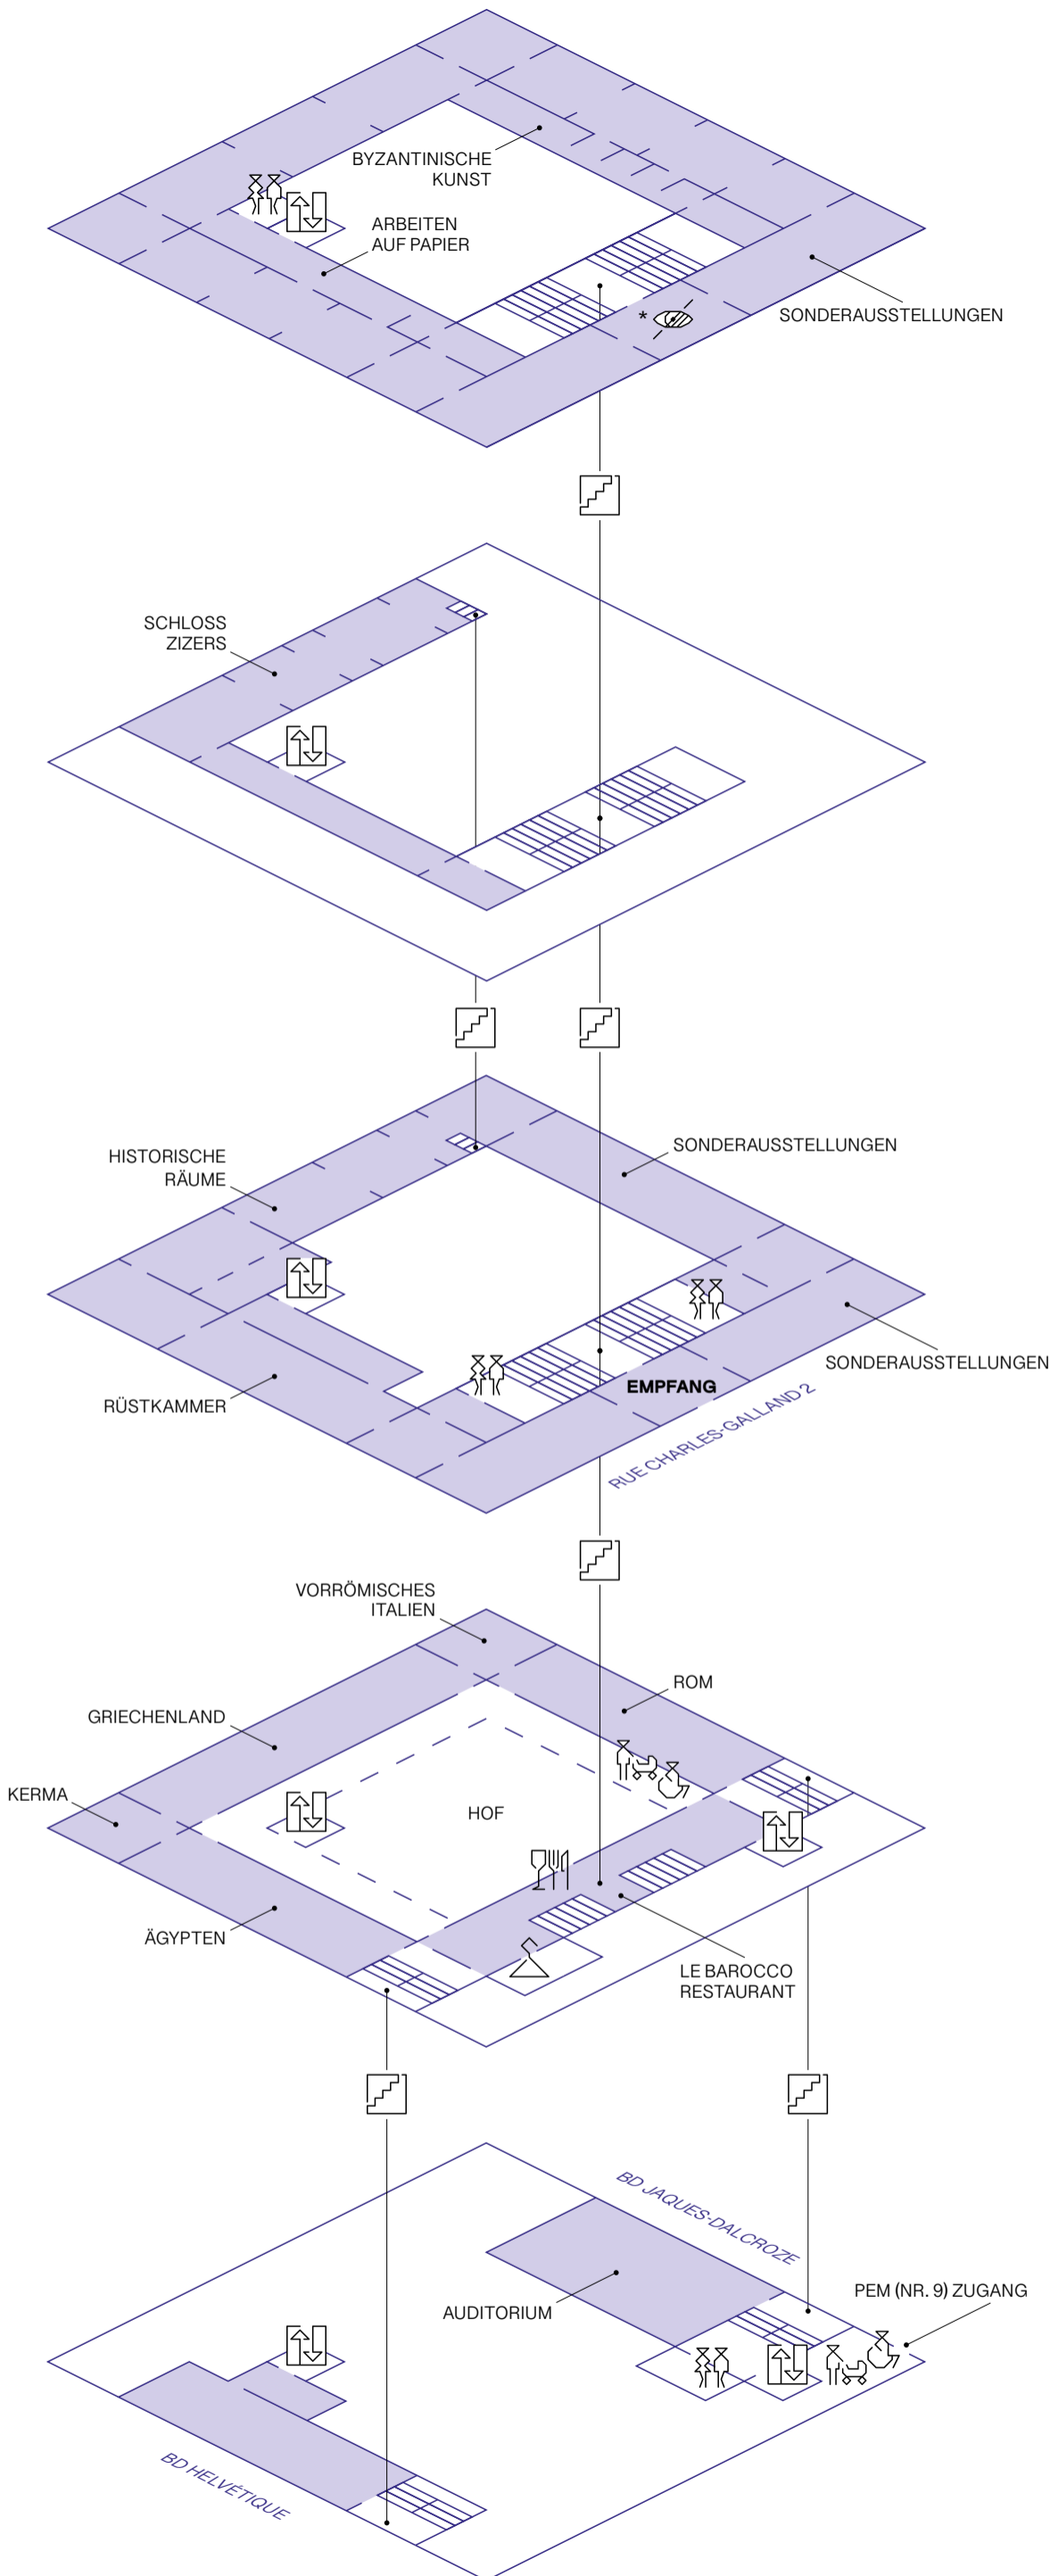 BYZANTINISCHE
KUNST
ARBEITEN
AUF PAPIER
SONDERAUSSTELLUNGEN
*
SCHLOSS
ZIZERS
HISTORISCHE
RÄUME
SONDERAUSSTELLUNGEN
SONDERAUSSTELLUNGEN
EMPFANG
RÜSTKAMMER
RUE CHARLES-GALLAND 2
VORRÖMISCHES
ITALIEN
ROM
GRIECHENLAND
KERMA
HOF
ÄGYPTEN
LE BAROCCO
RESTAURANT
BD JAQUES-DALCROZE
PEM (NR. 9) ZUGANG
AUDITORIUM
BD HELVÉTIQUE